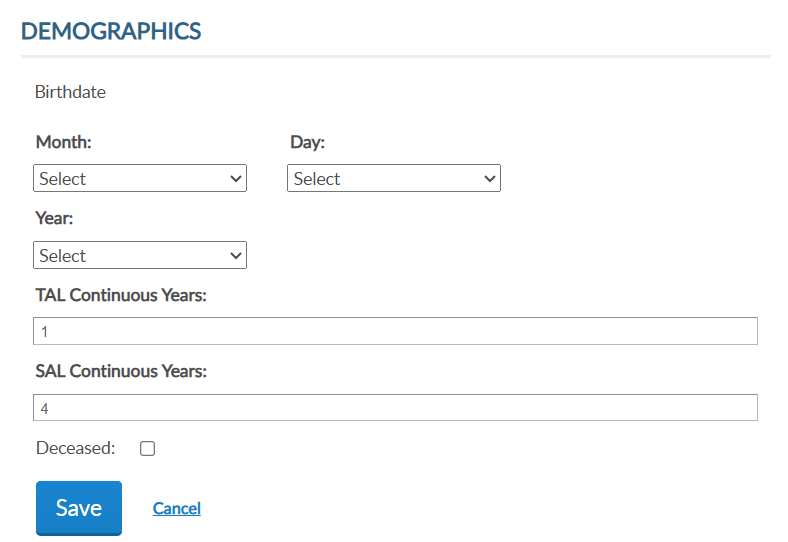 DEMOGRAPHICS
Birthdate
Month: Day:
Select Select
Year:
Select
TAL Continuous Years:
1
SAL Continuous Years:
4
Deceased:
Save Cancel